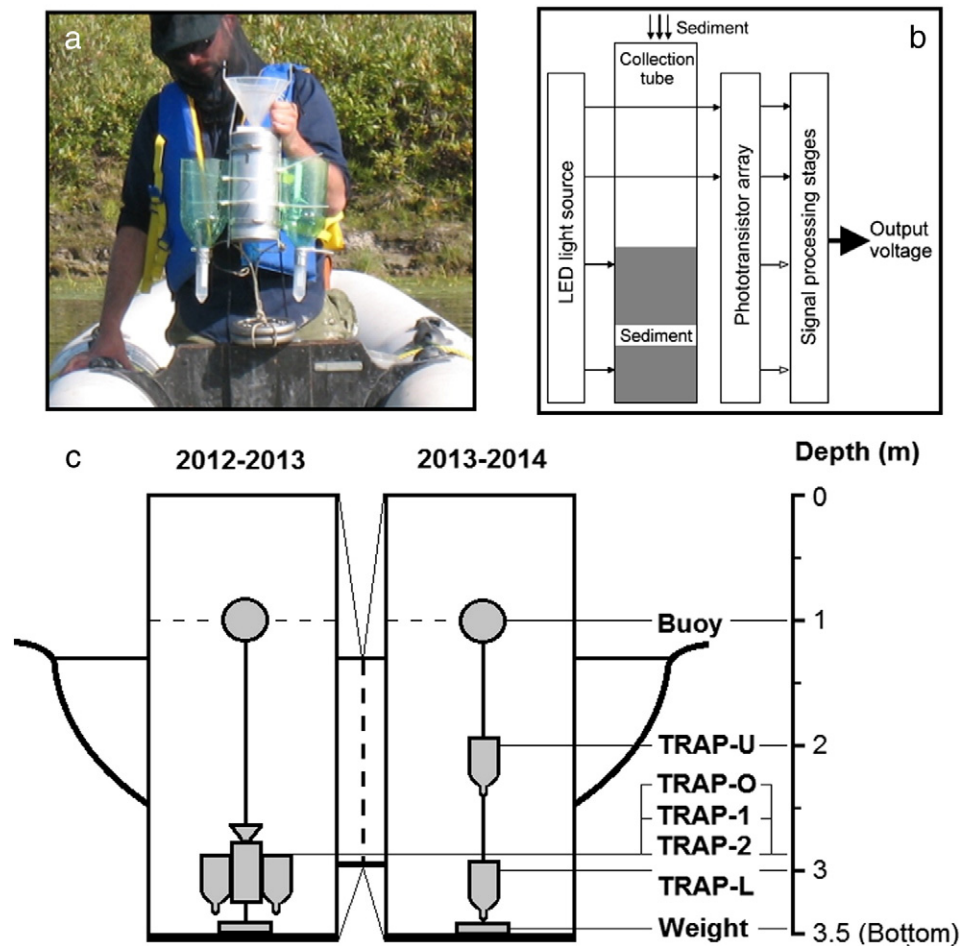 a
b
Sediment
Collection
tube
LED light source
Sediment
Phototransistor array
Signal processing stages
Output
voltage
c
2012-2013
2013-2014
Depth (m)
0
Buoy
1
TRAP-U
2
TRAP-O
TRAP-1
TRAP-2
3
TRAP-L
Weight
3.5 (Bottom)